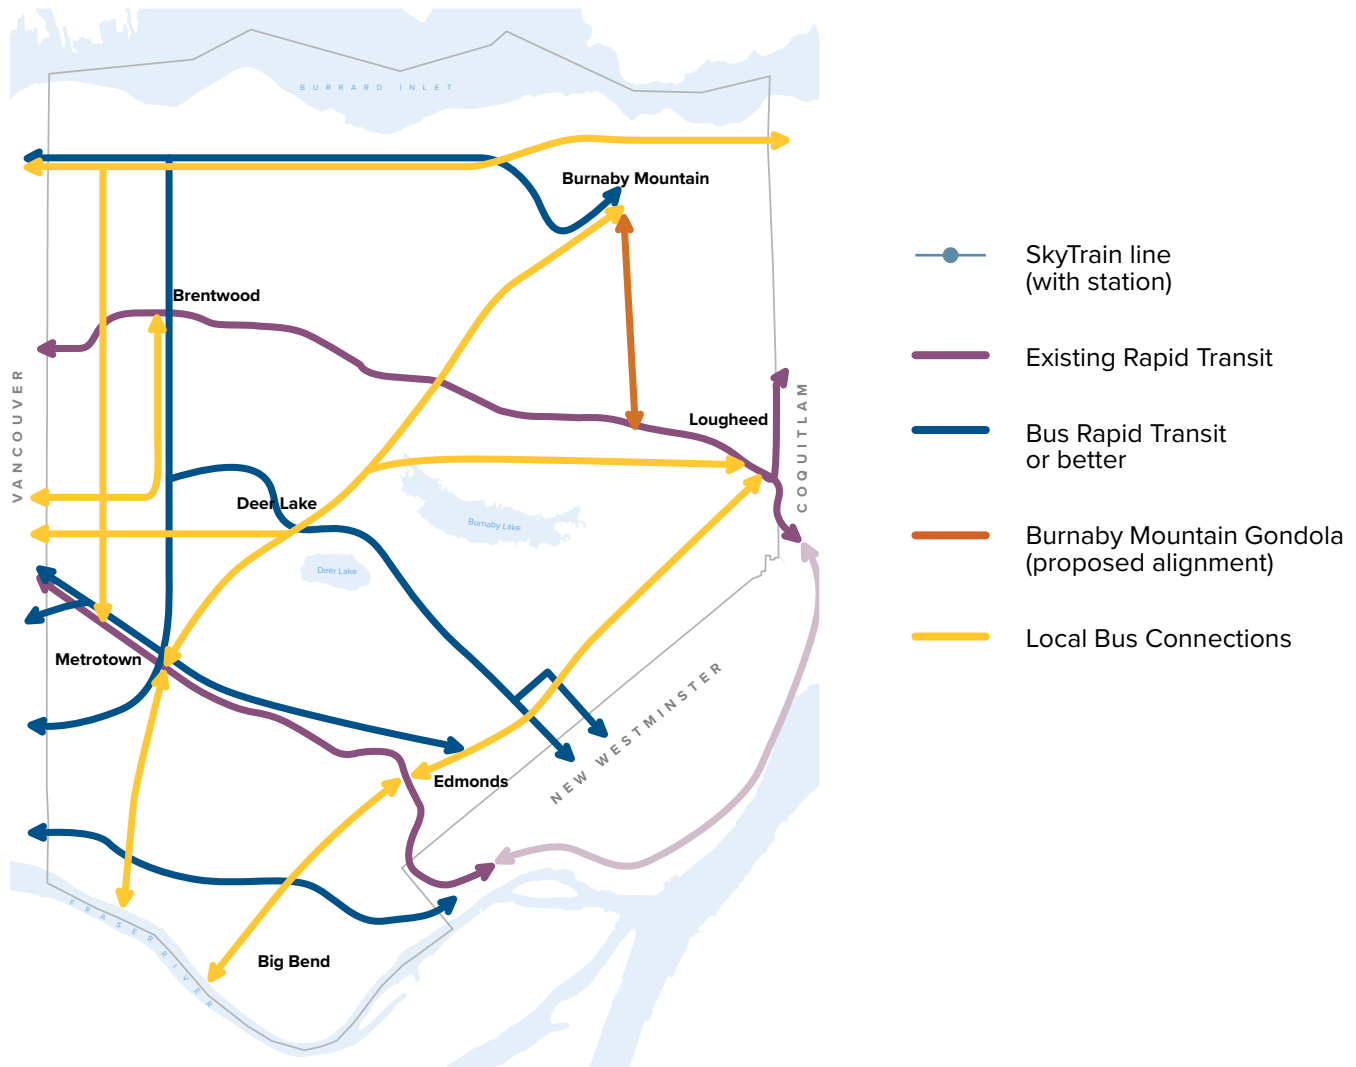 BURRARD INLET
Burnaby Mountain
Brentwood
VANCOUVER
Lougheed
COQUITLAM
Deer Lake
Burnaby Lake
Deer Lake
Metrotown
NEW WESTMINSTER
Edmonds
FRASER RIVER
Big Bend
SkyTrain line
(with station)
Existing Rapid Transit
Bus Rapid Transit
or better
Burnaby Mountain Gondola
(proposed alignment)
Local Bus Connections